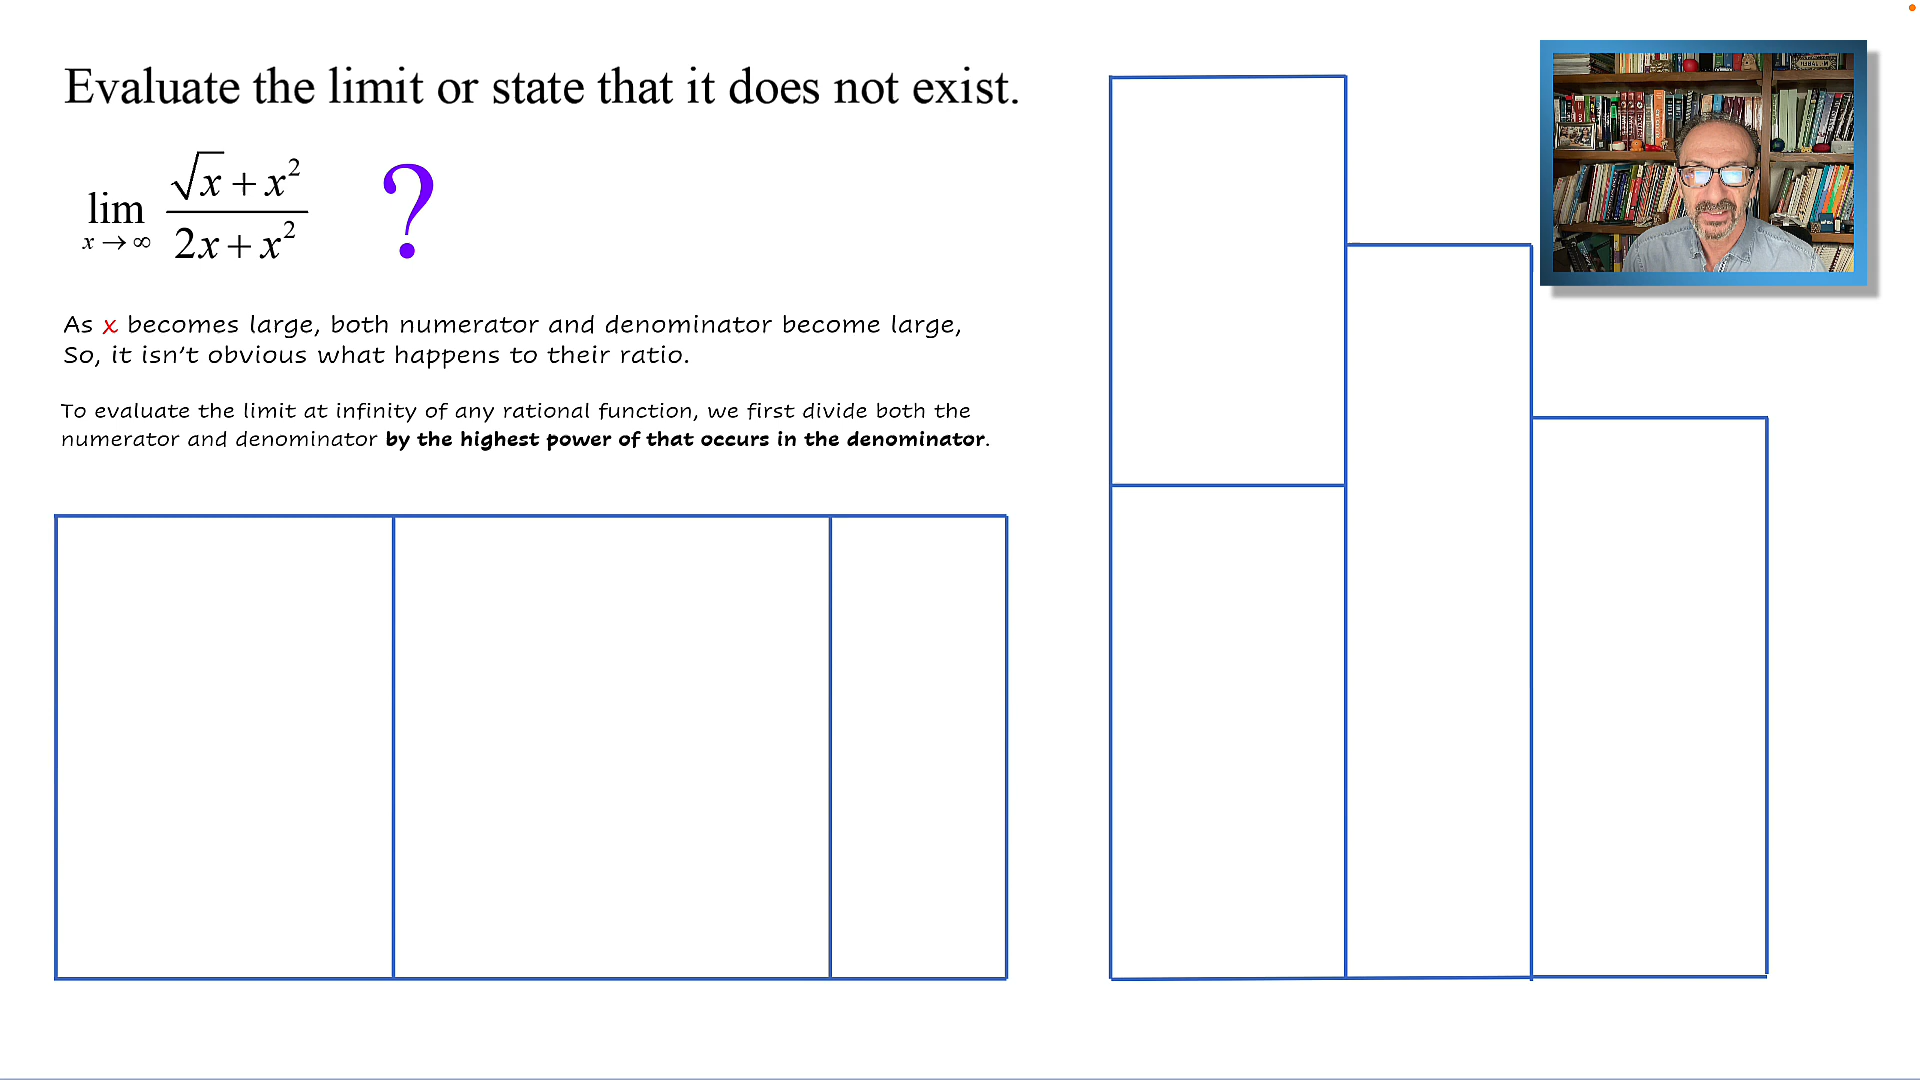 Evaluate the limit or state that it does not exist.
lim x→∞ (√x + x²)/(2x + x²) ?
As x becomes large, both numerator and denominator become large,
So, it isn't obvious what happens to their ratio.
To evaluate the limit at infinity of any rational function, we first divide both the
numerator and denominator by the highest power of that occurs in the denominator.